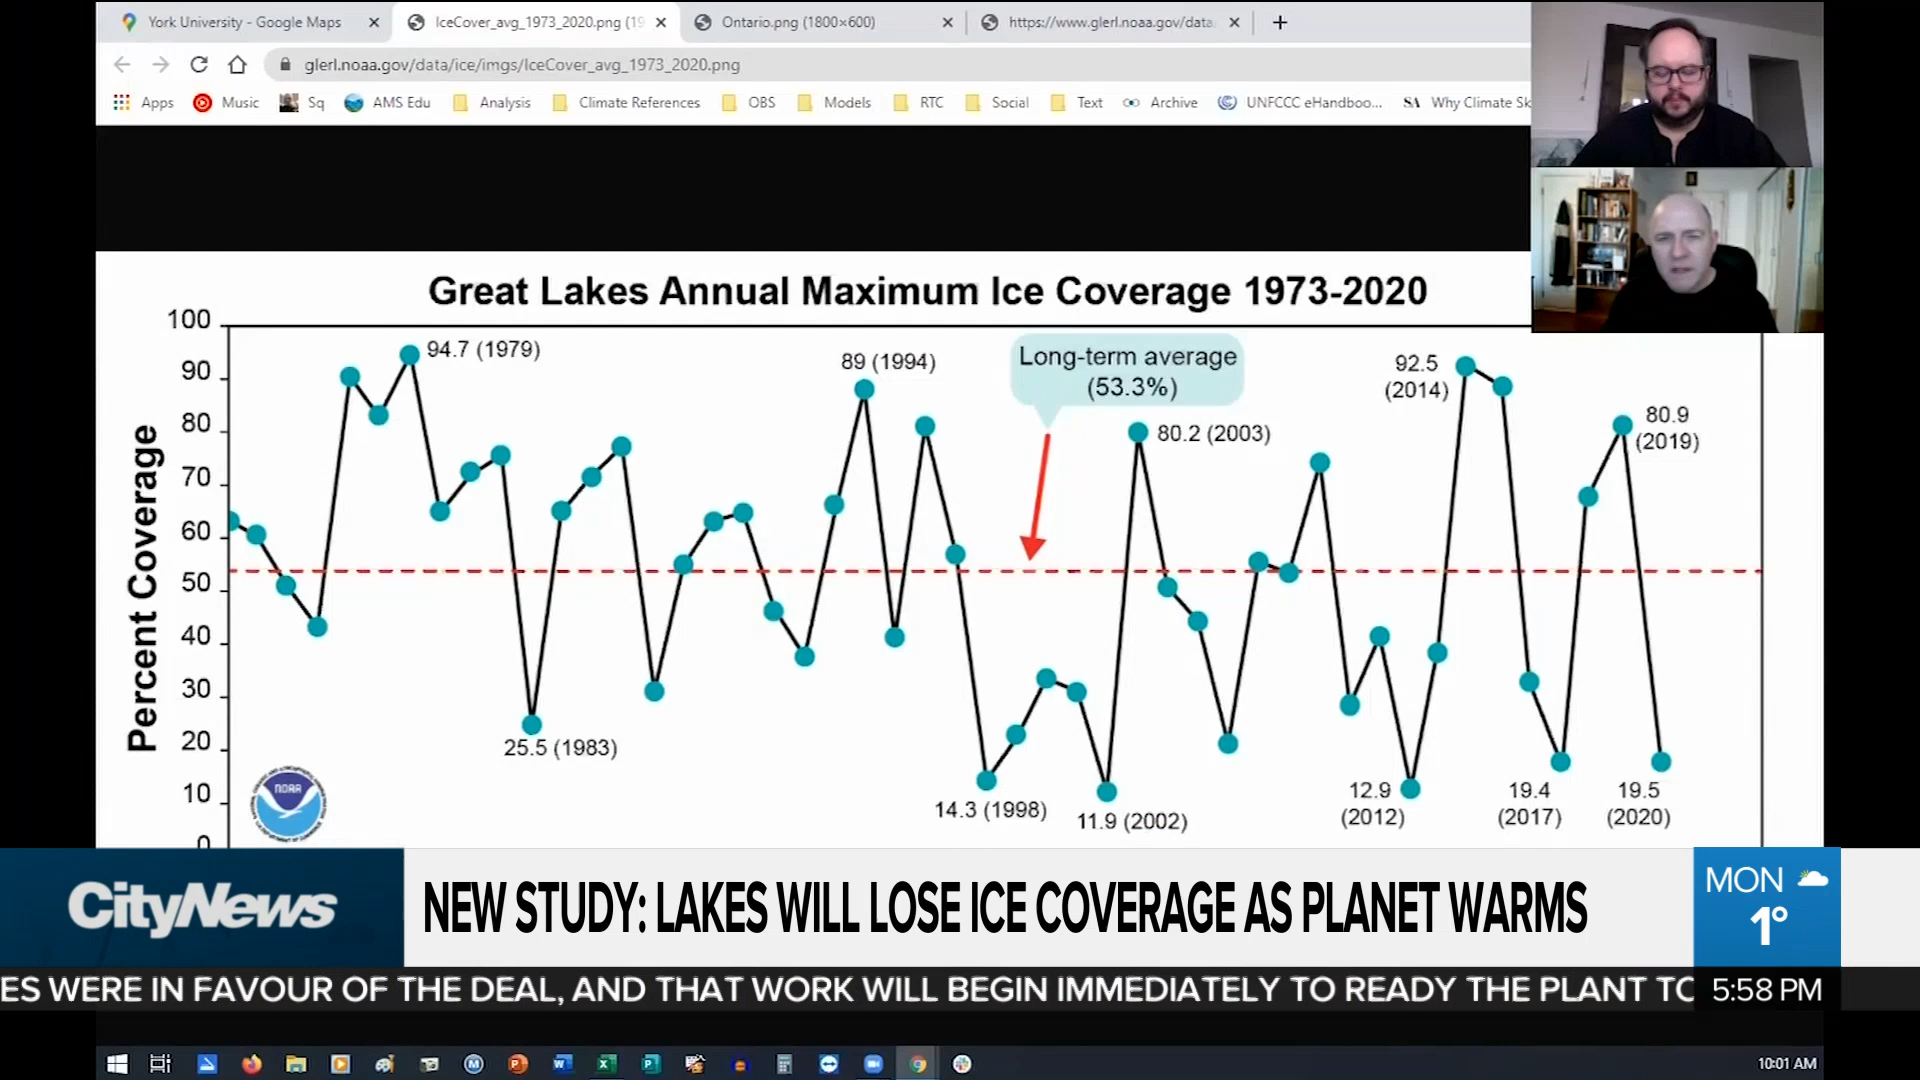 York University - Google Maps
IceCover_avg_1973_2020.png (19
Ontario.png (1800×600)
https://www.glerl.noaa.gov/data
glerl.noaa.gov/data/ice/imgs/IceCover_avg_1973_2020.png
Apps Music Sq AMS Edu Analysis Climate References OBS Models RTC Social Text Archive UNFCCC eHandboo... SA Why Climate Sk
Great Lakes Annual Maximum Ice Coverage 1973-2020
Percent Coverage
100
90
80
70
60
50
40
30
20
10
0
94.7 (1979)
25.5 (1983)
89 (1994)
Long-term average
(53.3%)
14.3 (1998)
11.9 (2002)
80.2 (2003)
12.9
(2012)
92.5
(2014)
19.4
(2017)
80.9
(2019)
19.5
(2020)
NOAA
CityNews
NEW STUDY: LAKES WILL LOSE ICE COVERAGE AS PLANET WARMS
MON
1°
ES WERE IN FAVOUR OF THE DEAL, AND THAT WORK WILL BEGIN IMMEDIATELY TO READY THE PLANT TO
5:58 PM
10:01 AM